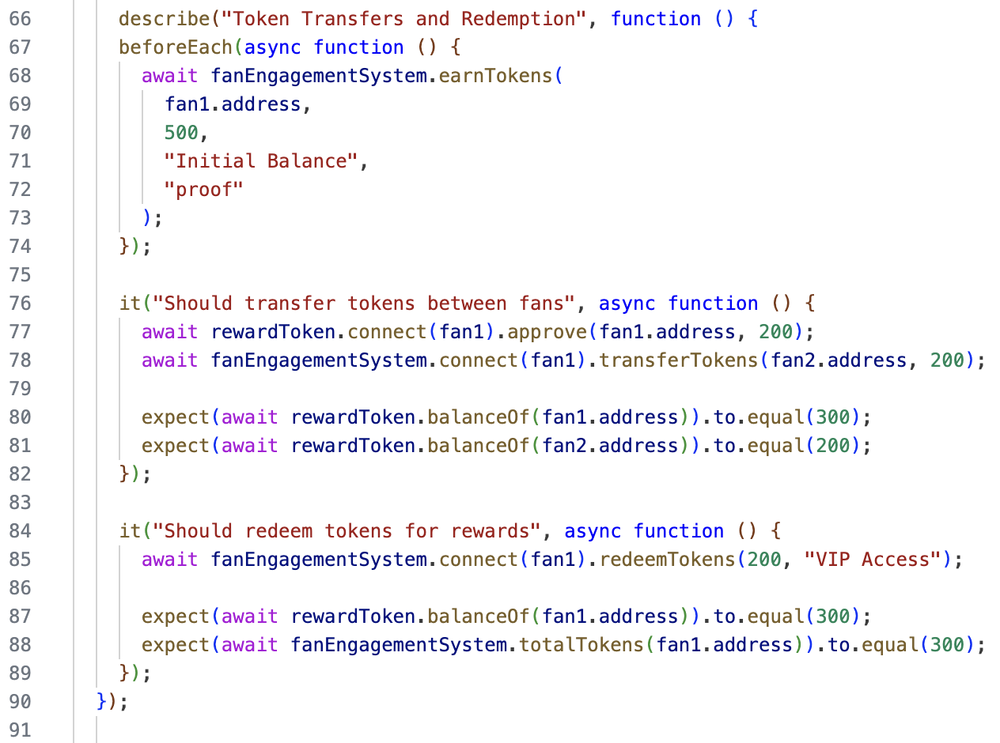 66 describe("Token Transfers and Redemption", function () {
67 beforeEach(async function () {
68 await fanEngagementSystem.earnTokens(
69 fan1.address,
70 500,
71 "Initial Balance",
72 "proof"
73 );
74 });
75
76 it("Should transfer tokens between fans", async function () {
77 await rewardToken.connect(fan1).approve(fan1.address, 200);
78 await fanEngagementSystem.connect(fan1).transferTokens(fan2.address, 200);
79
80 expect(await rewardToken.balanceOf(fan1.address)).to.equal(300);
81 expect(await rewardToken.balanceOf(fan2.address)).to.equal(200);
82 });
83
84 it("Should redeem tokens for rewards", async function () {
85 await fanEngagementSystem.connect(fan1).redeemTokens(200, "VIP Access");
86
87 expect(await rewardToken.balanceOf(fan1.address)).to.equal(300);
88 expect(await fanEngagementSystem.totalTokens(fan1.address)).to.equal(300);
89 });
90 });
91